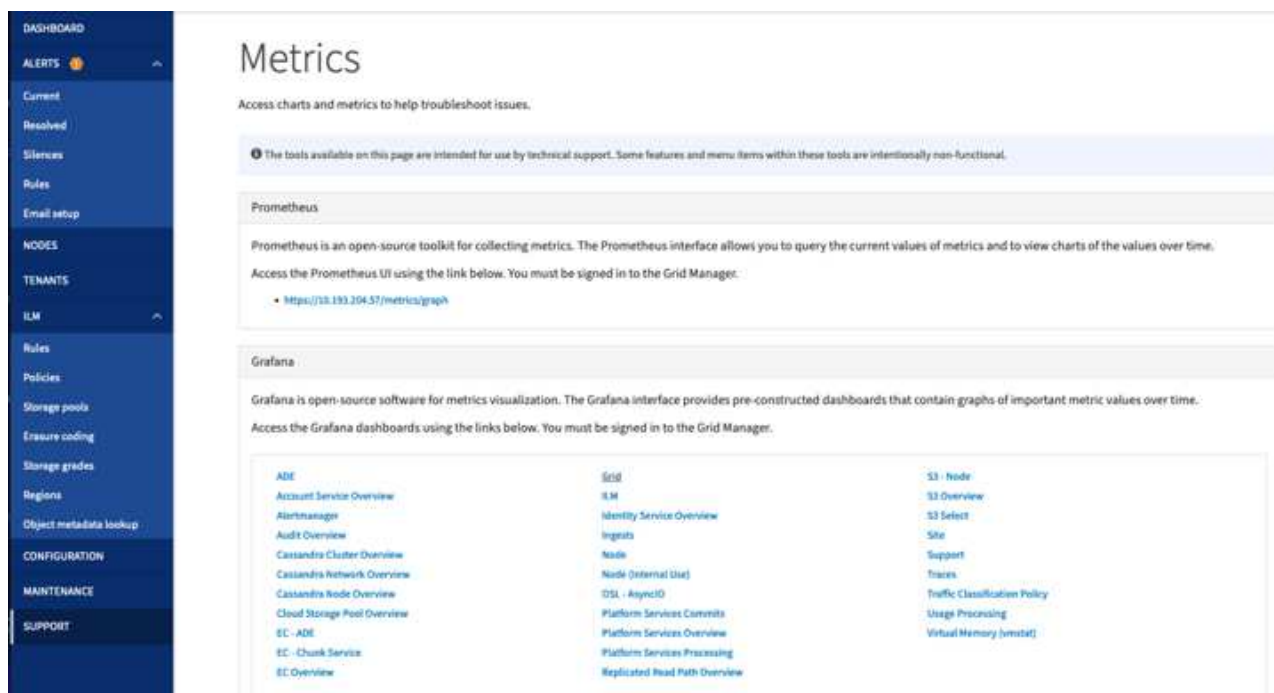 DASHBOARD
ALERTS
Current
Resolved
Silences
Rules
Email setup
NODES
TENANTS
ILM
Rules
Policies
Storage pools
Erasure coding
Storage grades
Regions
Object metadata lookup
CONFIGURATION
MAINTENANCE
SUPPORT
Metrics
Access charts and metrics to help troubleshoot issues.
The tools available on this page are intended for use by technical support. Some features and menu items within these tools are intentionally non-functional.
Prometheus
Prometheus is an open-source toolkit for collecting metrics. The Prometheus interface allows you to query the current values of metrics and to view charts of the values over time.
Access the Prometheus UI using the link below. You must be signed in to the Grid Manager.
• https://10.193.204.57/metrics/graph
Grafana
Grafana is open-source software for metrics visualization. The Grafana interface provides pre-constructed dashboards that contain graphs of important metric values over time.
Access the Grafana dashboards using the links below. You must be signed in to the Grid Manager.
ADE
Account Service Overview
Alertmanager
Audit Overview
Cassandra Cluster Overview
Cassandra Network Overview
Cassandra Node Overview
Cloud Storage Pool Overview
EC - ADE
EC - Chunk Service
EC Overview
Grid
ILM
Identity Service Overview
Ingests
Node
Node (Internal Use)
OSL - AsyncIO
Platform Services Commits
Platform Services Overview
Platform Services Processing
Replicated Read Path Overview
S3 - Node
S3 Overview
S3 Select
Site
Support
Traces
Traffic Classification Policy
Usage Processing
Virtual Memory (vmstat)